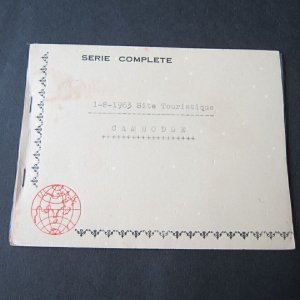 SERIE COMPLETE
1-8-1963 Site Touristique
-------------------------
CAMBODGE
++++++++++++++++++